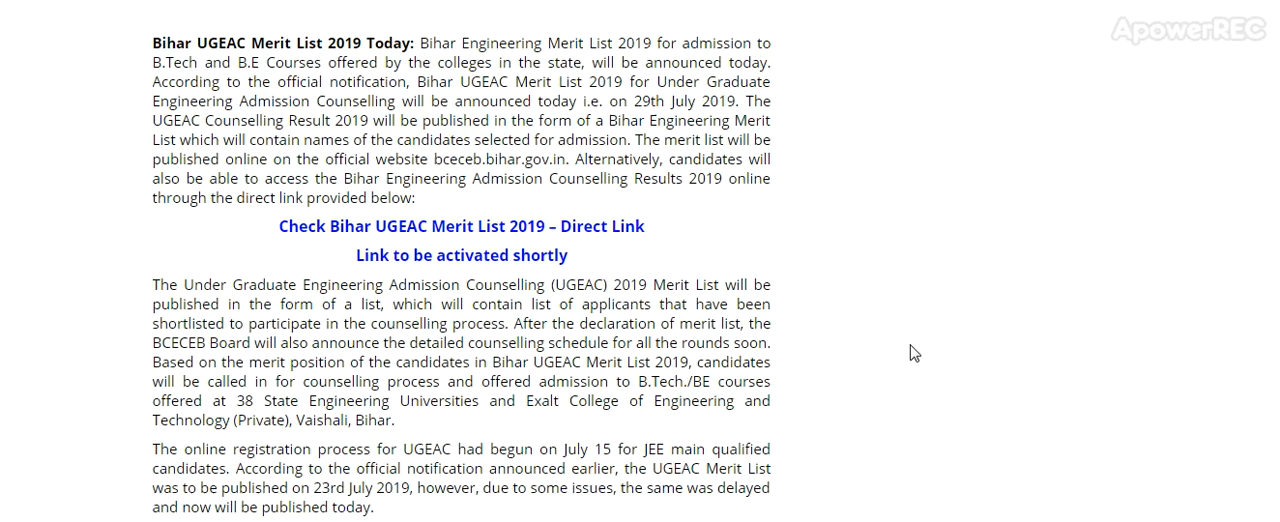 ApowerREC
Bihar UGEAC Merit List 2019 Today: Bihar Engineering Merit List 2019 for admission to
B.Tech and B.E Courses offered by the colleges in the state, will be announced today.
According to the official notification, Bihar UGEAC Merit List 2019 for Under Graduate
Engineering Admission Counselling will be announced today i.e. on 29th July 2019. The
UGEAC Counselling Result 2019 will be published in the form of a Bihar Engineering Merit
List which will contain names of the candidates selected for admission. The merit list will be
published online on the official website bceceb.bihar.gov.in. Alternatively, candidates will
also be able to access the Bihar Engineering Admission Counselling Results 2019 online
through the direct link provided below:
Check Bihar UGEAC Merit List 2019 – Direct Link
Link to be activated shortly
The Under Graduate Engineering Admission Counselling (UGEAC) 2019 Merit List will be
published in the form of a list, which will contain list of applicants that have been
shortlisted to participate in the counselling process. After the declaration of merit list, the
BCECEB Board will also announce the detailed counselling schedule for all the rounds soon.
Based on the merit position of the candidates in Bihar UGEAC Merit List 2019, candidates
will be called in for counselling process and offered admission to B.Tech./BE courses
offered at 38 State Engineering Universities and Exalt College of Engineering and
Technology (Private), Vaishali, Bihar.
The online registration process for UGEAC had begun on July 15 for JEE main qualified
candidates. According to the official notification announced earlier, the UGEAC Merit List
was to be published on 23rd July 2019, however, due to some issues, the same was delayed
and now will be published today.